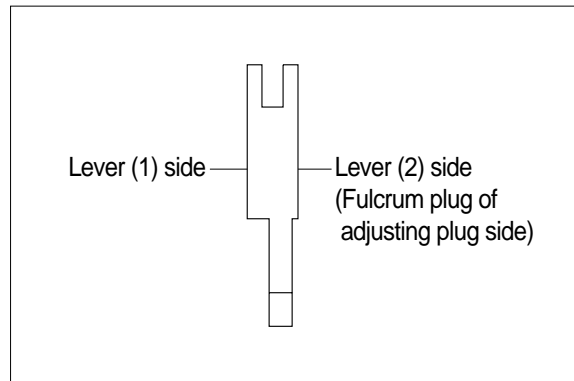 Lever (1) side
Lever (2) side
(Fulcrum plug of
adjusting plug side)